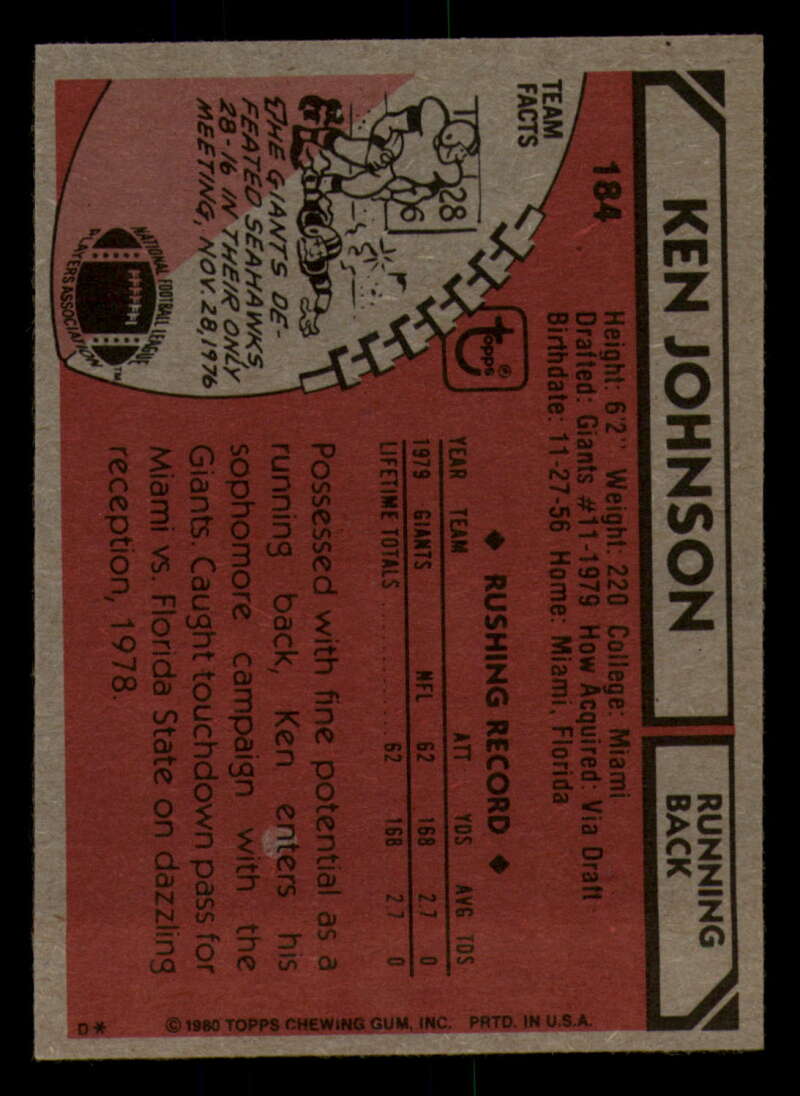 KEN JOHNSON
RUNNING
BACK
184
Height: 6'2" Weight: 220 College: Miami
Drafted: Giants #11-1979 How Acquired: Via Draft
Birthdate: 11-27-56 Home: Miami, Florida
TEAM
FACTS
28
6
THE GIANTS DE-
FEATED SEAHAWKS
28-16 IN THEIR ONLY
MEETING, NOV. 28, 1976
NATIONAL FOOTBALL LEAGUE
PLAYERS ASSOCIATION
TM
topps®
◆ RUSHING RECORD ◆
YEAR TEAM ATT YDS AVG TDS
1979 GIANTS NFL 62 168 2.7 0
LIFETIME TOTALS.......... 62 168 2.7 0
Possessed with fine potential as a
running back, Ken enters his
sophomore campaign with the
Giants. Caught touchdown pass for
Miami vs. Florida State on dazzling
reception, 1978.
D* © 1980 TOPPS CHEWING GUM, INC. PRTD. IN U.S.A.